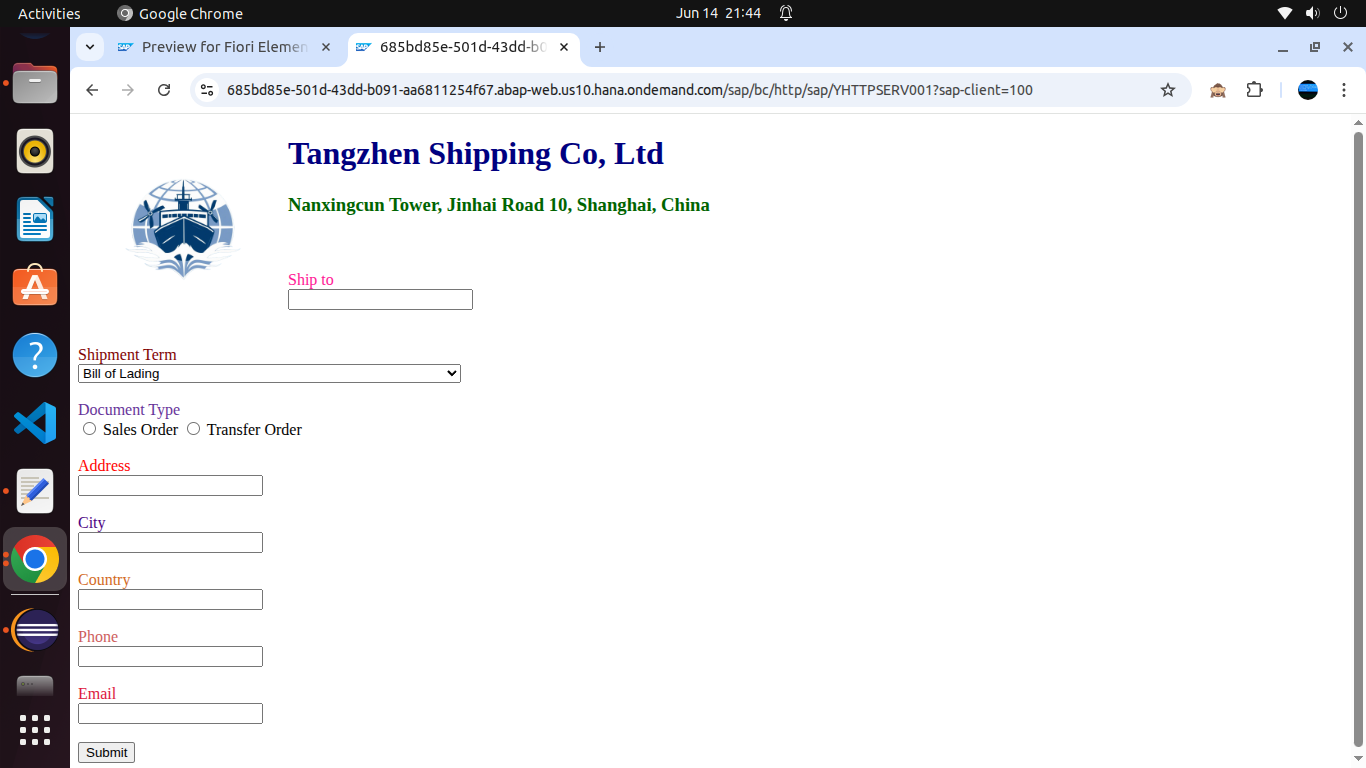 Activities Google Chrome Jun 14 21:44
Preview for Fiori Elemen 685bd85e-501d-43dd-b0
685bd85e-501d-43dd-b091-aa6811254f67.abap-web.us10.hana.ondemand.com/sap/bc/http/sap/YHTTPSERV001?sap-client=100
Tangzhen Shipping Co, Ltd
Nanxingcun Tower, Jinhai Road 10, Shanghai, China
Ship to
Shipment Term
Bill of Lading
Document Type
Sales Order Transfer Order
Address
City
Country
Phone
Email
Submit